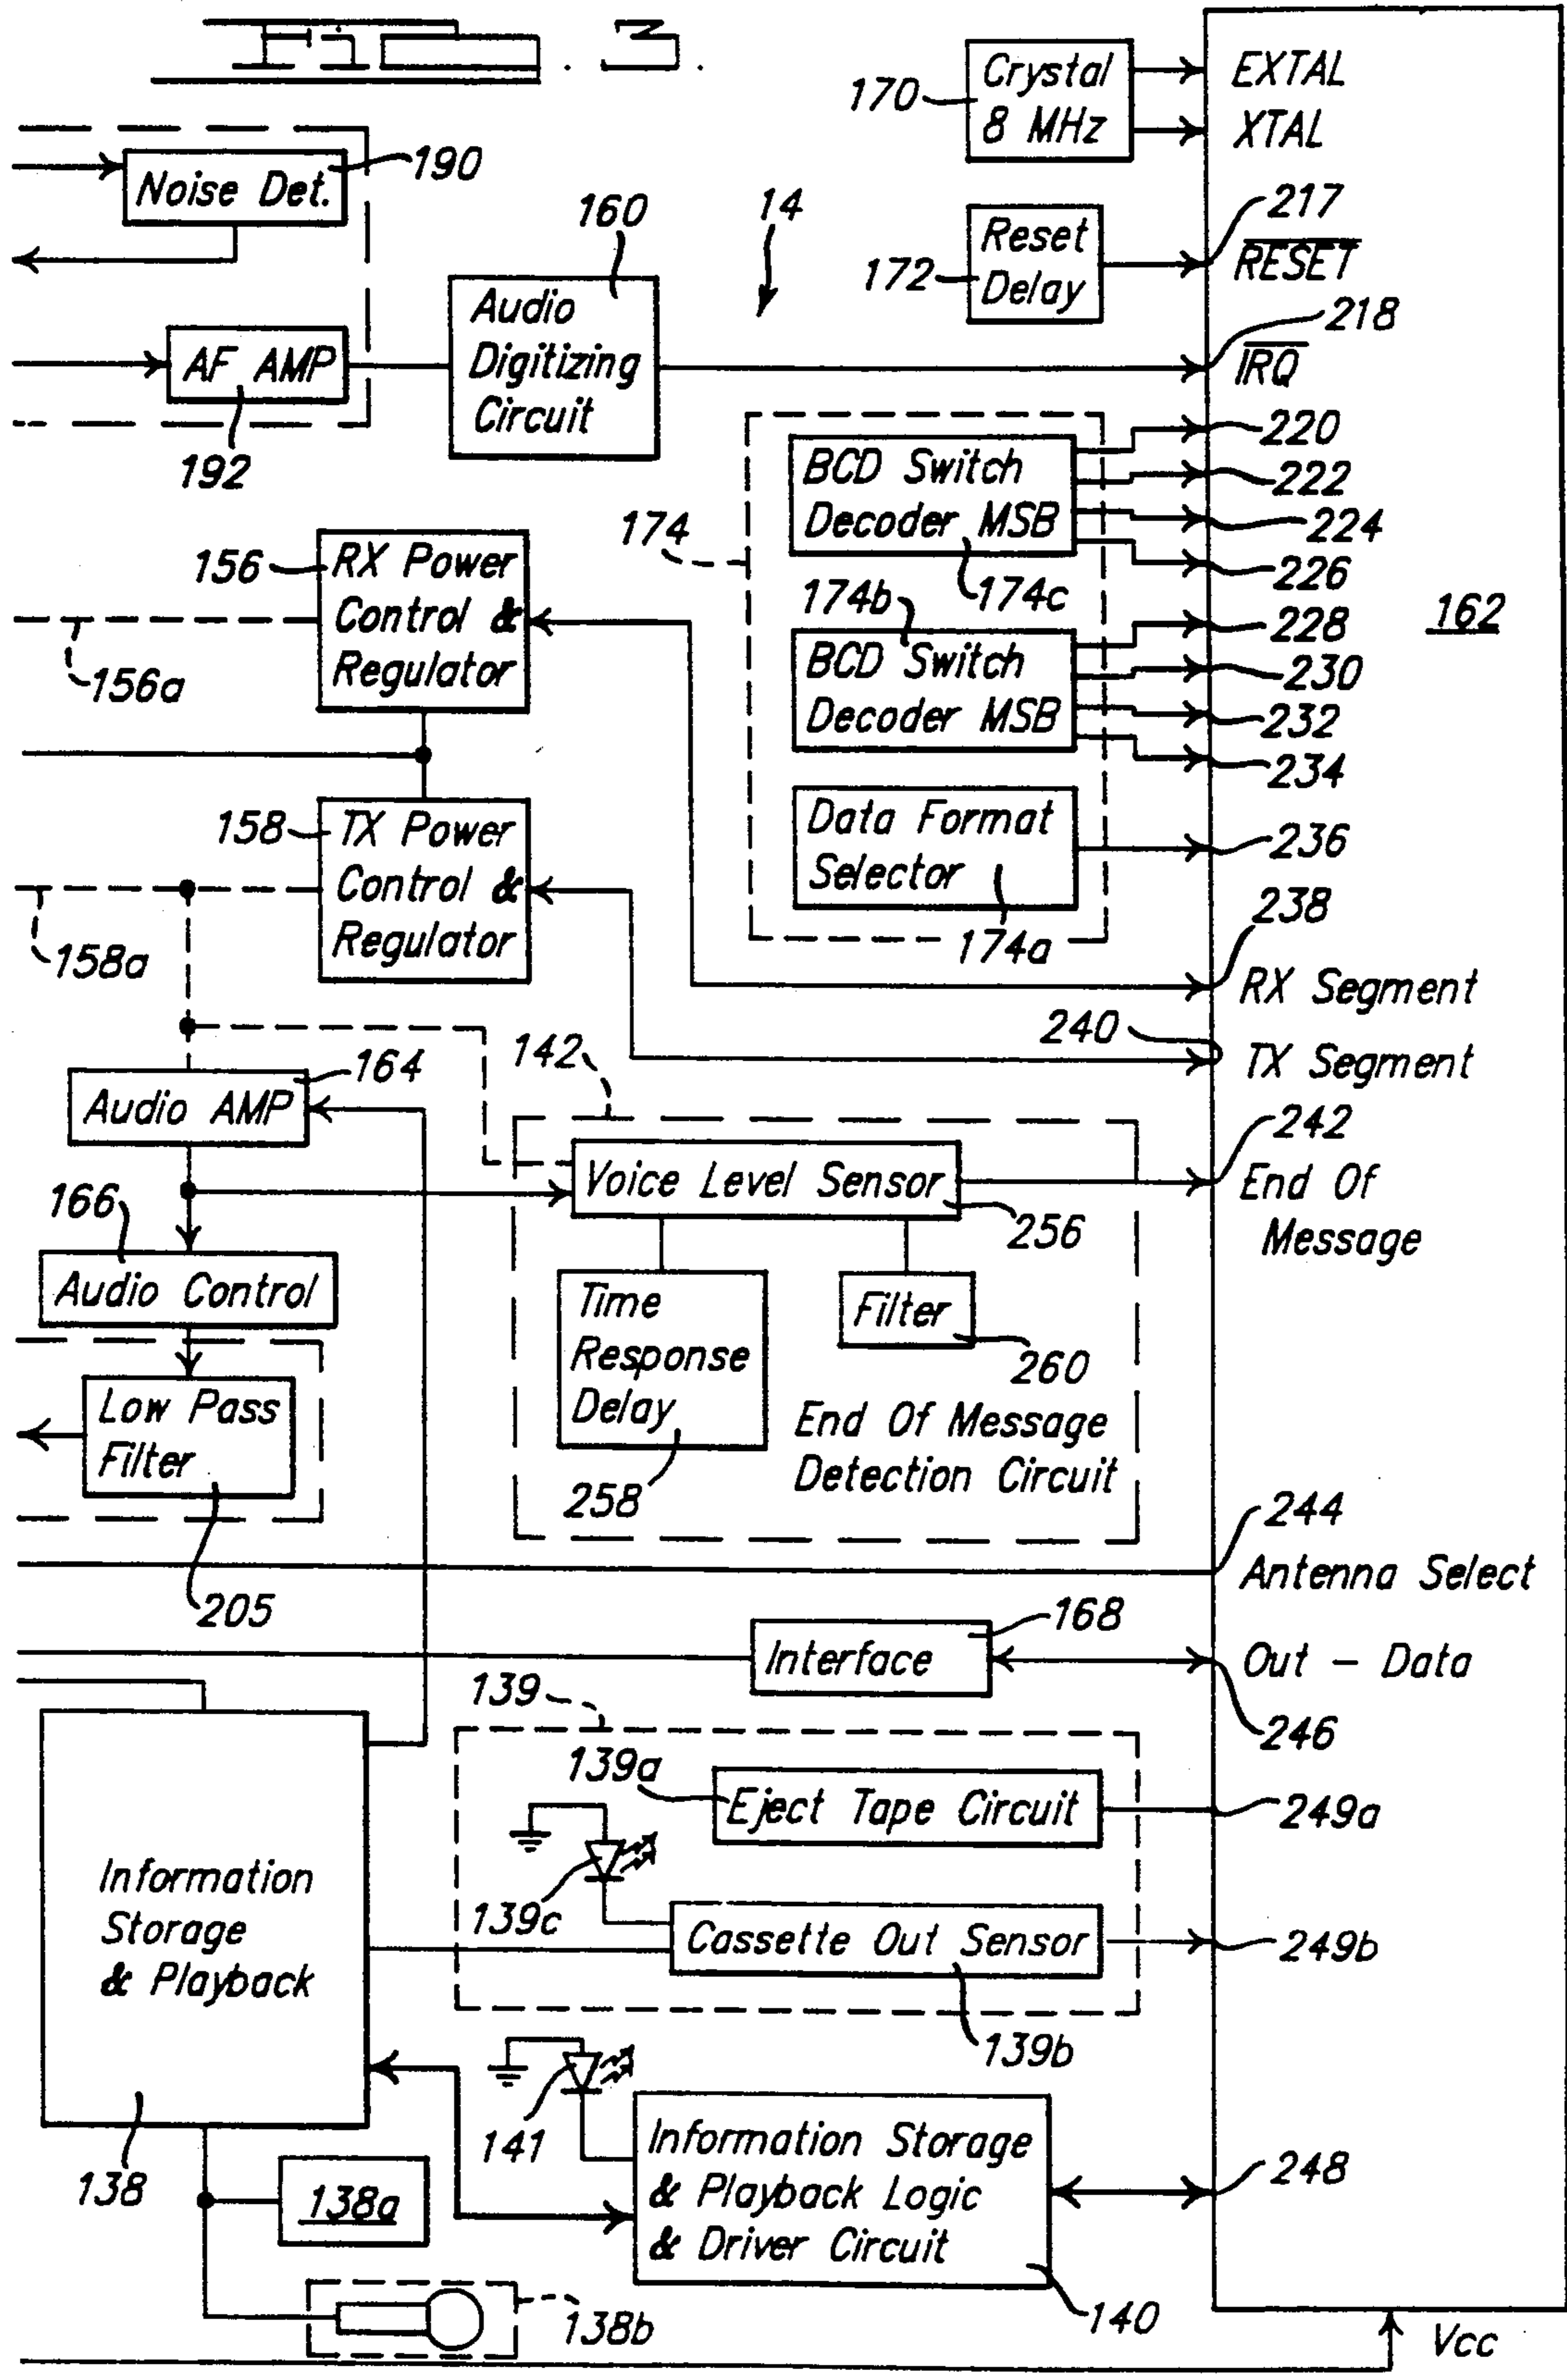 Crystal
8 MHz
170
EXTAL
XTAL
Noise Det.
190
160
14
Reset
Delay
172
217
RESET
218
IRQ
AF AMP
192
Audio
Digitizing
Circuit
174
BCD Switch
Decoder MSB
174c
220
222
224
226
162
174b
BCD Switch
Decoder MSB
228
230
232
234
156
RX Power
Control &
Regulator
156a
158
TX Power
Control &
Regulator
158a
Data Format
Selector
174a
236
238
RX Segment
240
TX Segment
142
164
Audio AMP
166
Audio Control
Voice Level Sensor
256
242
End Of
Message
Time
Response
Delay
258
Filter
260
End Of Message
Detection Circuit
Low Pass
Filter
205
244
Antenna Select
168
Interface
Out - Data
246
139
139a
Eject Tape Circuit
249a
139c
Cassette Out Sensor
249b
139b
Information
Storage
& Playback
138
138a
138b
141
Information Storage
& Playback Logic
& Driver Circuit
248
140
Vcc